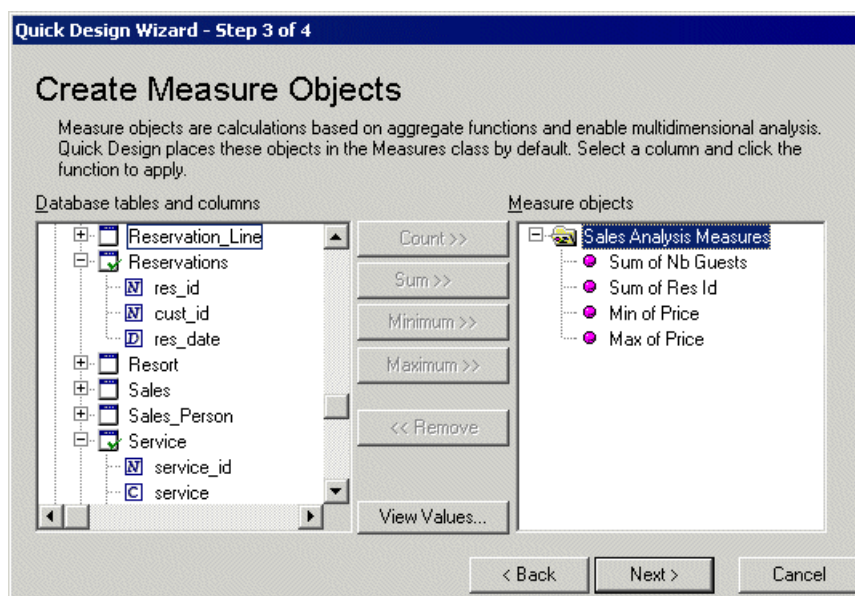 Quick Design Wizard - Step 3 of 4
Create Measure Objects
Measure objects are calculations based on aggregate functions and enable multidimensional analysis.
Quick Design places these objects in the Measures class by default. Select a column and click the
function to apply.
Database tables and columns
Reservation_Line
Reservations
N res_id
N cust_id
D res_date
Resort
Sales
Sales_Person
Service
N service_id
C service
Count >>
Sum >>
Minimum >>
Maximum >>
<< Remove
View Values...
Measure objects
Sales Analysis Measures
Sum of Nb Guests
Sum of Res Id
Min of Price
Max of Price
< Back
Next >
Cancel